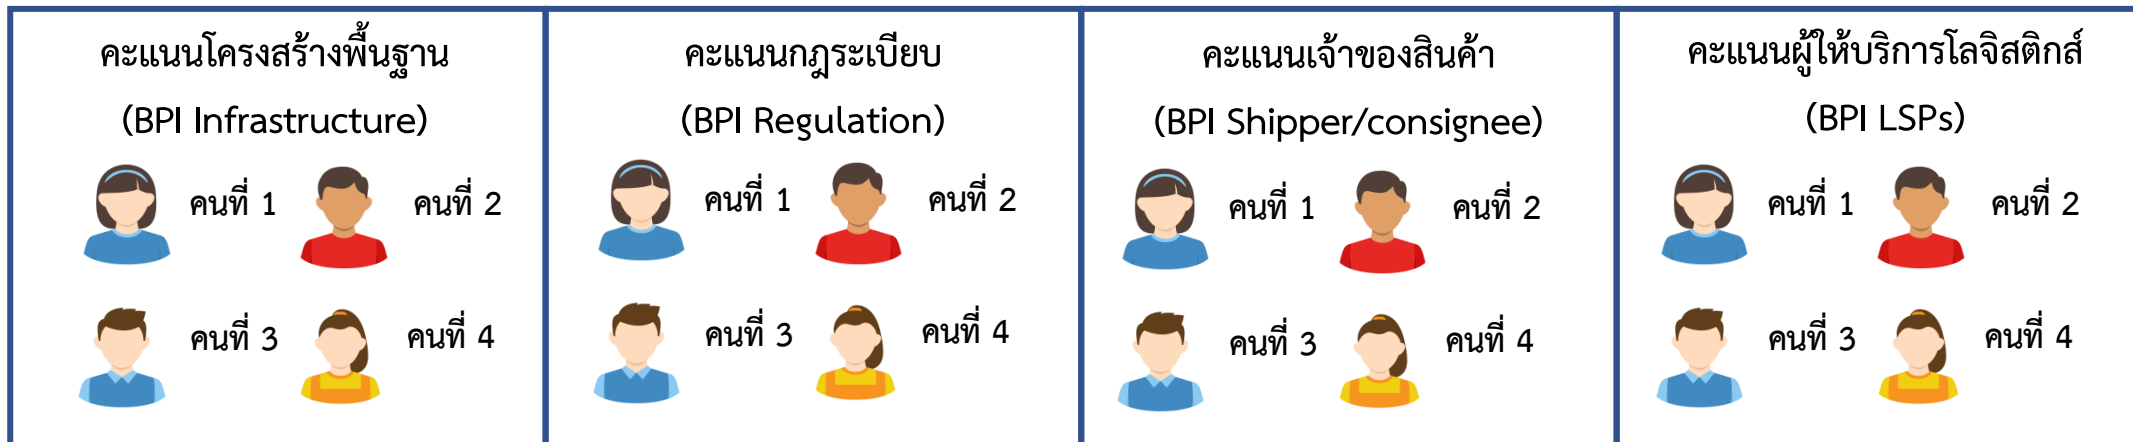 คะแนนโครงสร้างพื้นฐาน
(BPI Infrastructure)
คนที่ 1
คนที่ 2
คนที่ 3
คนที่ 4
คะแนนกฎระเบียบ
(BPI Regulation)
คนที่ 1
คนที่ 2
คนที่ 3
คนที่ 4
คะแนนเจ้าของสินค้า
(BPI Shipper/consignee)
คนที่ 1
คนที่ 2
คนที่ 3
คนที่ 4
คะแนนผู้ให้บริการโลจิสติกส์
(BPI LSPs)
คนที่ 1
คนที่ 2
คนที่ 3
คนที่ 4